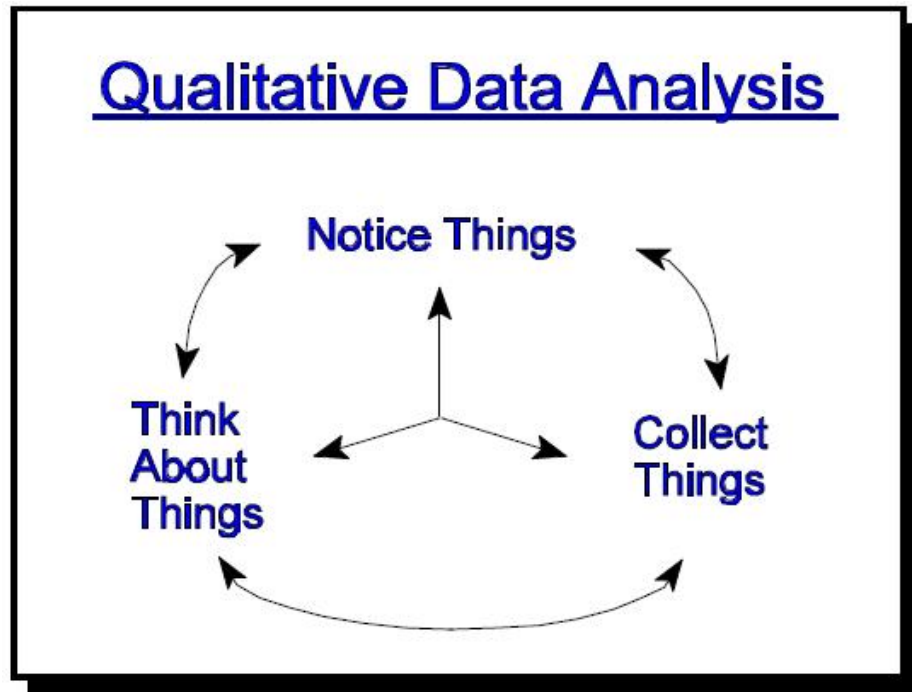 Qualitative Data Analysis
Notice Things
Think
About
Things
Collect
Things